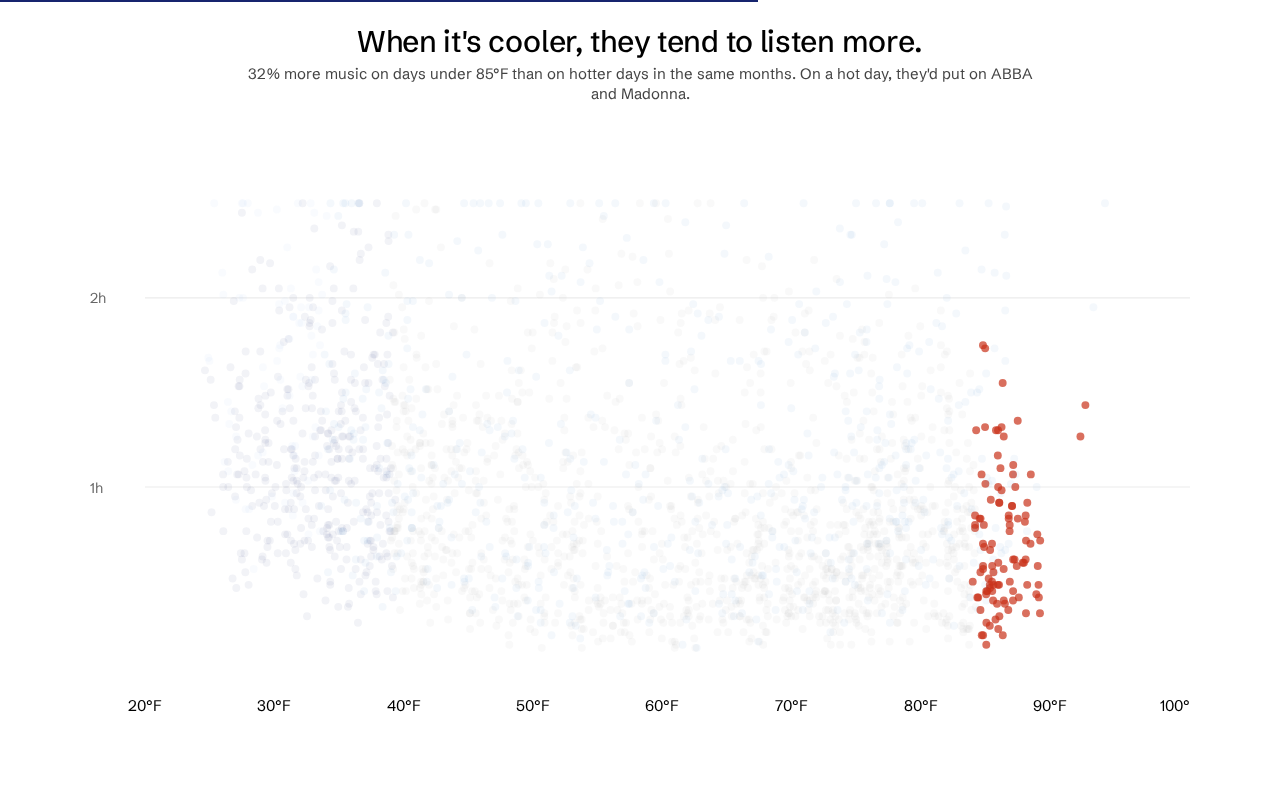 When it's cooler, they tend to listen more.
32% more music on days under 85°F than on hotter days in the same months. On a hot day, they'd put on ABBA
and Madonna.
2h
1h
20°F 30°F 40°F 50°F 60°F 70°F 80°F 90°F 100°